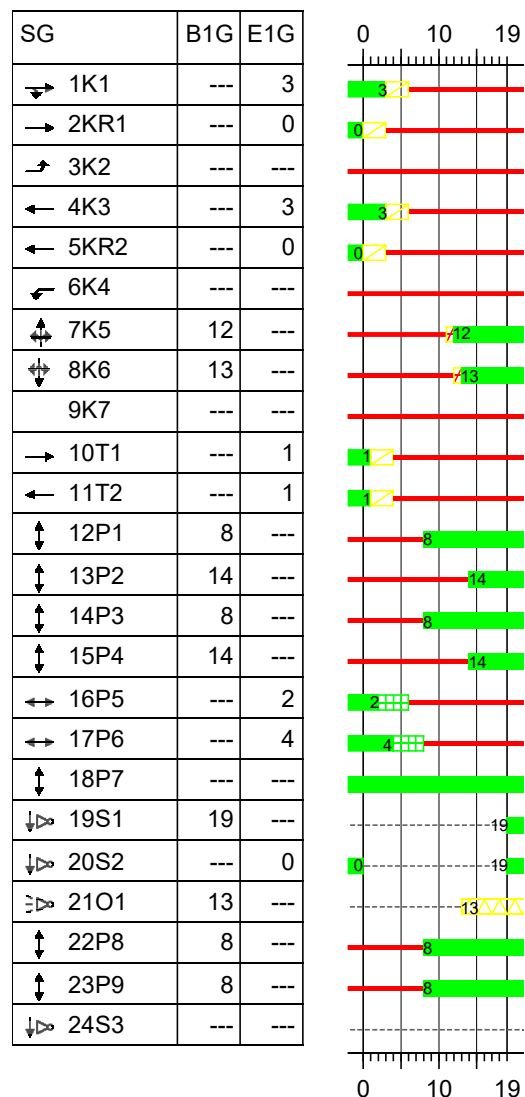 SG B1G E1G 0 10 19
1K1 --- 3 3
2KR1 --- 0 0
3K2 --- ---
4K3 --- 3 3
5KR2 --- 0 0
6K4 --- ---
7K5 12 --- 12
8K6 13 --- 13
9K7 --- ---
10T1 --- 1 1
11T2 --- 1 1
12P1 8 --- 8
13P2 14 --- 14
14P3 8 --- 8
15P4 14 --- 14
16P5 --- 2 2
17P6 --- 4 4
18P7 --- ---
19S1 19 --- 19
20S2 --- 0 0 19
21O1 13 --- 13
22P8 8 --- 8
23P9 8 --- 8
24S3 --- ---
0 10 19